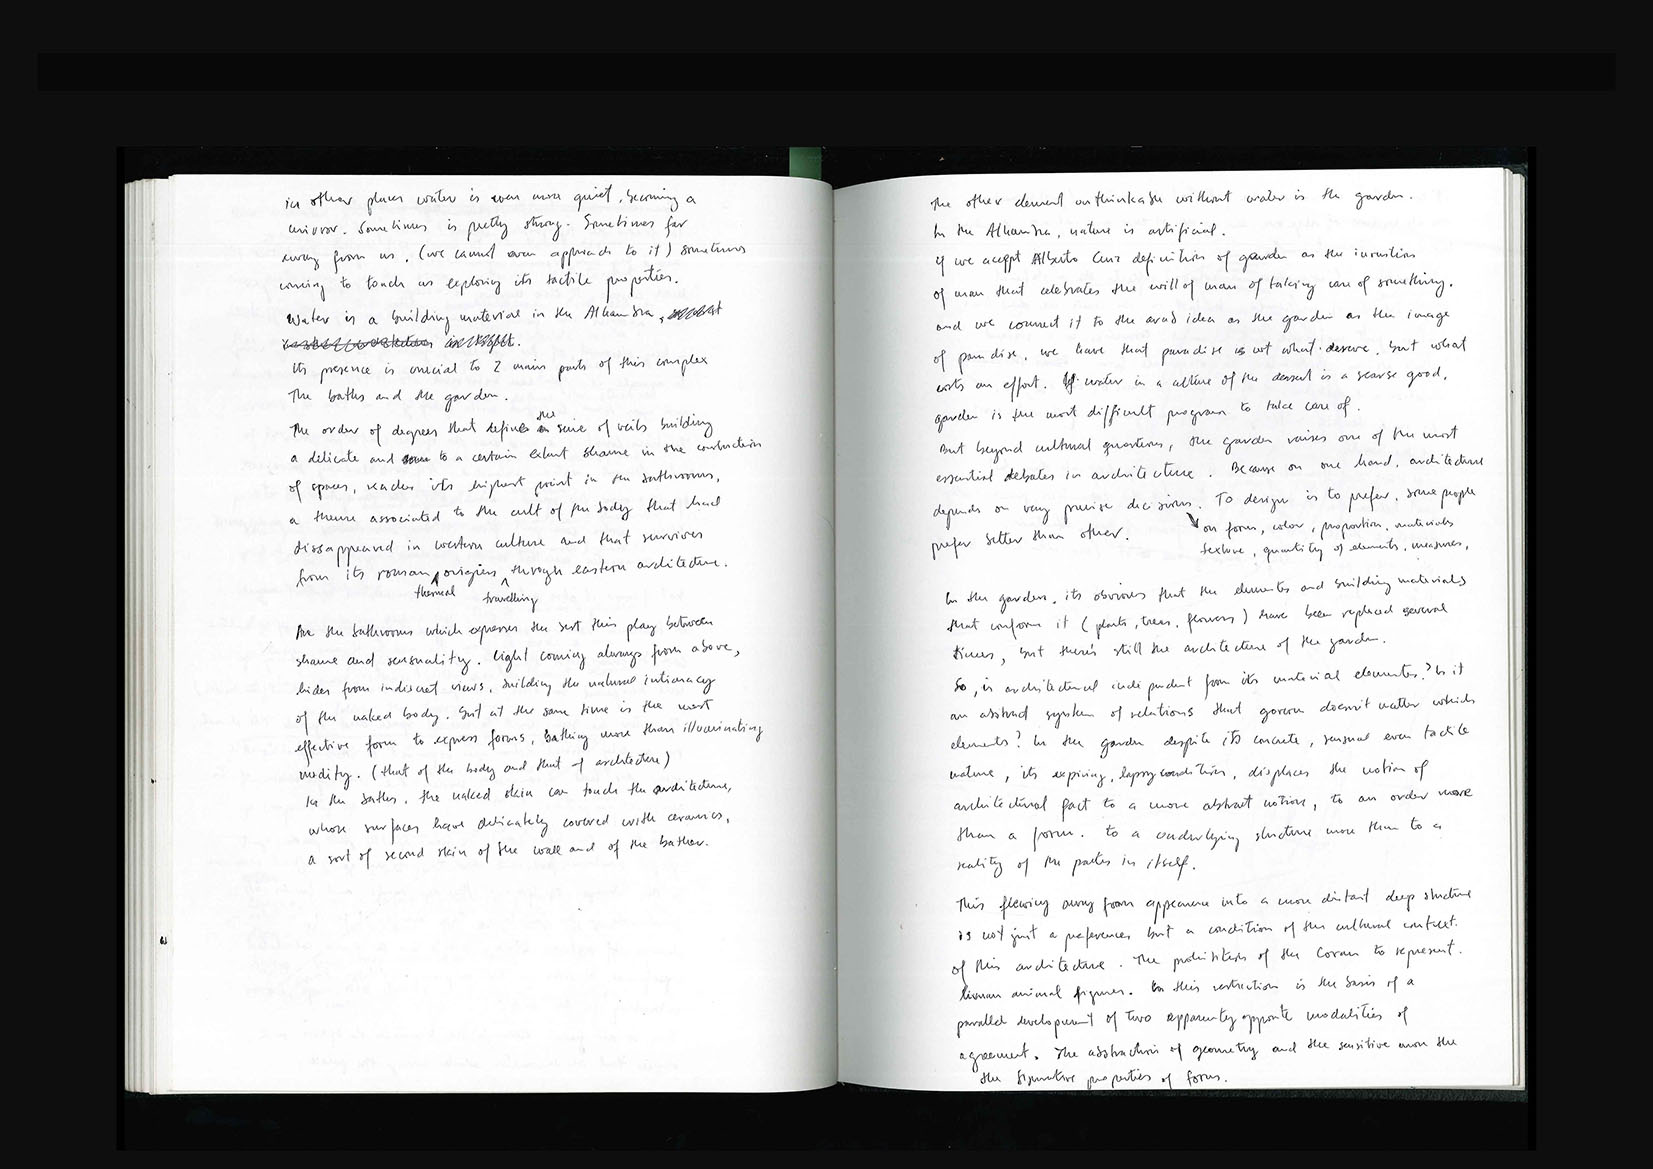 in other places water is even more quiet, becoming a
mirror. Sometimes is pretty strong. Sometimes far
away from us, (we cannot even approach to it) sometimes
coming to touch us exploring its tactile properties.
Water is a building material in the Alhambra,
Its presence is crucial to 2 main parts of this complex
The baths and the garden.
the
The order of degrees that defines serie of veils building
a delicate and to a certain extent shame in the construction
of spaces, reaches its highest point in the bathrooms,
a theme associated to the cult of the body that had
dissappeared in western culture and that survives
from its roman origins through eastern architecture.
thermal travelling
the bathrooms which expresses the best this play between
shame and sensuality. Light coming always from above,
hides from indiscret views, building the natural intimacy
of the naked body. but at the same time is the most
effective form to express forms, bathing more than illuminating
nudity. (that of the body and that of architecture)
In the baths, the naked skin can touch the architecture,
whose surfaces have delicately covered with ceramics,
a sort of second skin of the wall and of the bather.
The other element unthinkable without water is the garden.
In the Alhambra, nature is artificial.
if we accept Alberto definition of garden as the invention
of man that celebrates the will of man of taking care of something.
and we connect it to the arab idea as the garden as the image
of paradise, we have that paradise is not what deserve, but what
costs an effort. If water in a culture of the dessert is a scarse good,
garden is the most difficult program to take care of.
But beyond cultural questions, the garden raises one of the most
essential debates in architecture. Because on one hand, architecture
depends on very precise decisions. To design is to prefer, some people
on form, color, proportion, materials
prefer better than other.
texture, quantity of elements, measures,
In the garden, its obvious that the elements and building materials
that conform it (plants, trees, flowers) have been replaced several
times, but there's still the architecture of the garden.
So, is architectural independent from its material elements? Is it
an abstract system of relations that govern doesn't matter which
elements? In the garden despite its concrete, sensual even tactile
nature, its expiring, condition, displaces the notion of
architectural fact to a more abstract notion, to an order more
than a form. to a underlying structure more than to a
reality of the parts in itself.
This flewing away from appearance into a more distant deep structure
is not just a preferences but a condition of the cultural context.
of this architecture. The prohibition of the Coran to represent.
human animal figures. In this restriction is the basis of a
parallel development of two apparently opposite modalities of
agreement. The abstraction of geometry and the sensitive more the
the figurative properties of form.